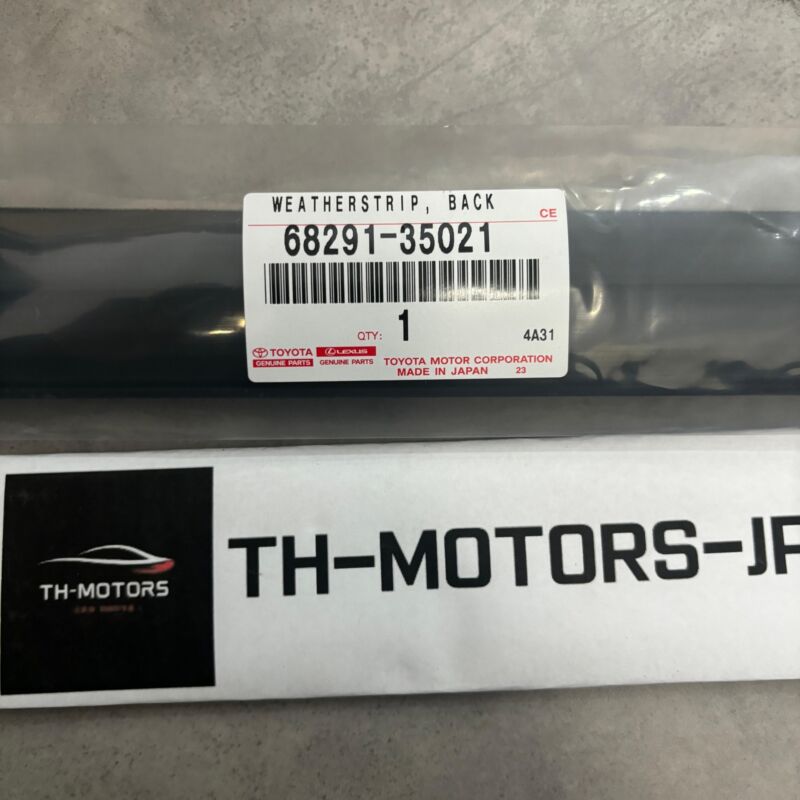 WEATHERSTRIP, BACK
CE
68291-35021
QTY: 1
4A31
TOYOTA LEXUS
GENUINE PARTS GENUINE PARTS
TOYOTA MOTOR CORPORATION
MADE IN JAPAN 23
TH-MOTORS-JP
TH-MOTORS